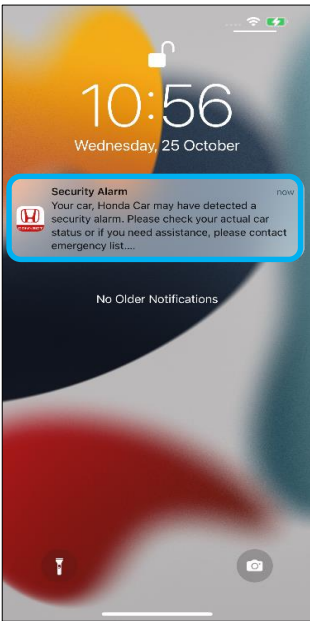 10:56
Wednesday, 25 October
Security Alarm now
Your car, Honda Car may have detected a
security alarm. Please check your actual car
status or if you need assistance, please contact
emergency list....
No Older Notifications